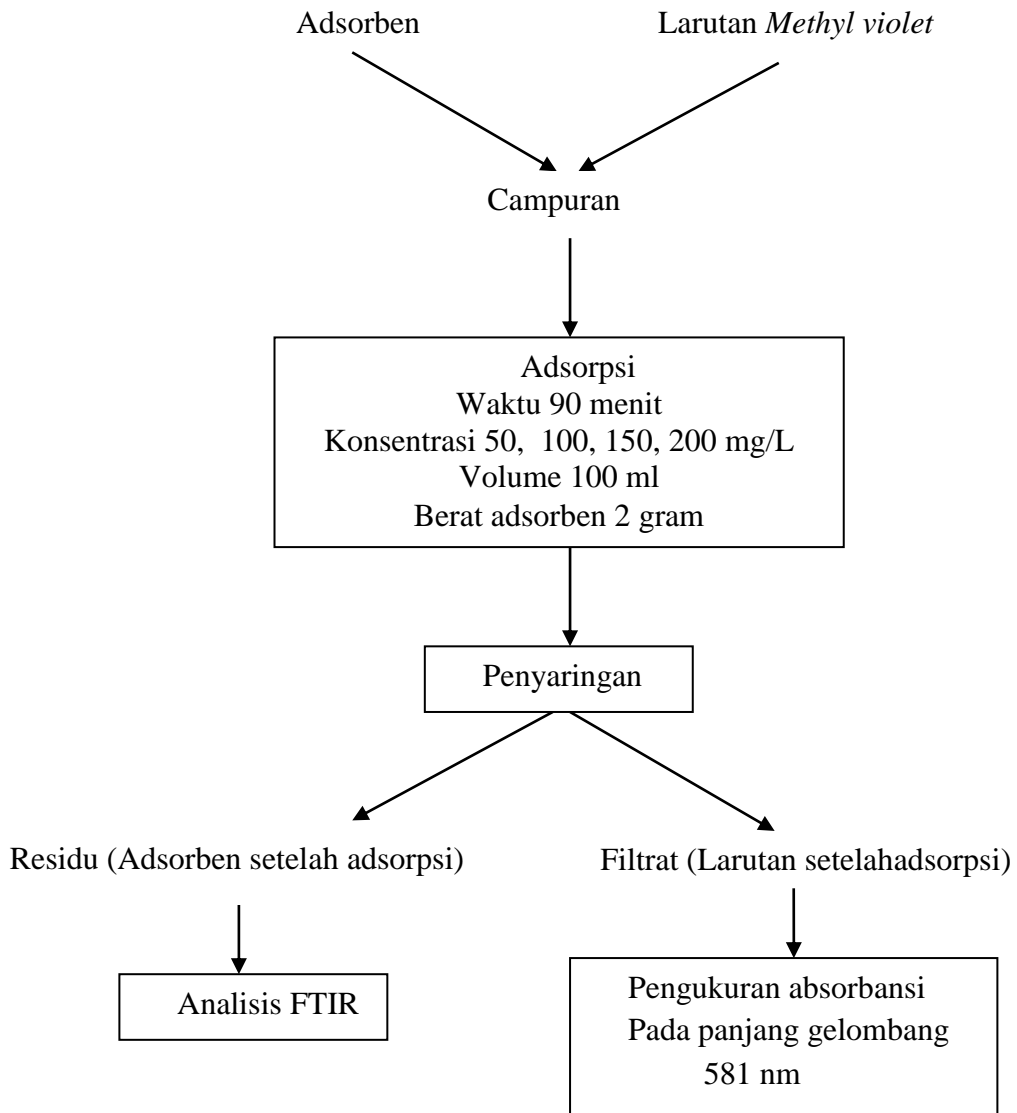 Adsorben
Larutan Methyl violet
Campuran
Adsorpsi
Waktu 90 menit
Konsentrasi 50, 100, 150, 200 mg/L
Volume 100 ml
Berat adsorben 2 gram
Penyaringan
Residu (Adsorben setelah adsorpsi)
Filtrat (Larutan setelahadsorpsi)
Analisis FTIR
Pengukuran absorbansi
Pada panjang gelombang
581 nm